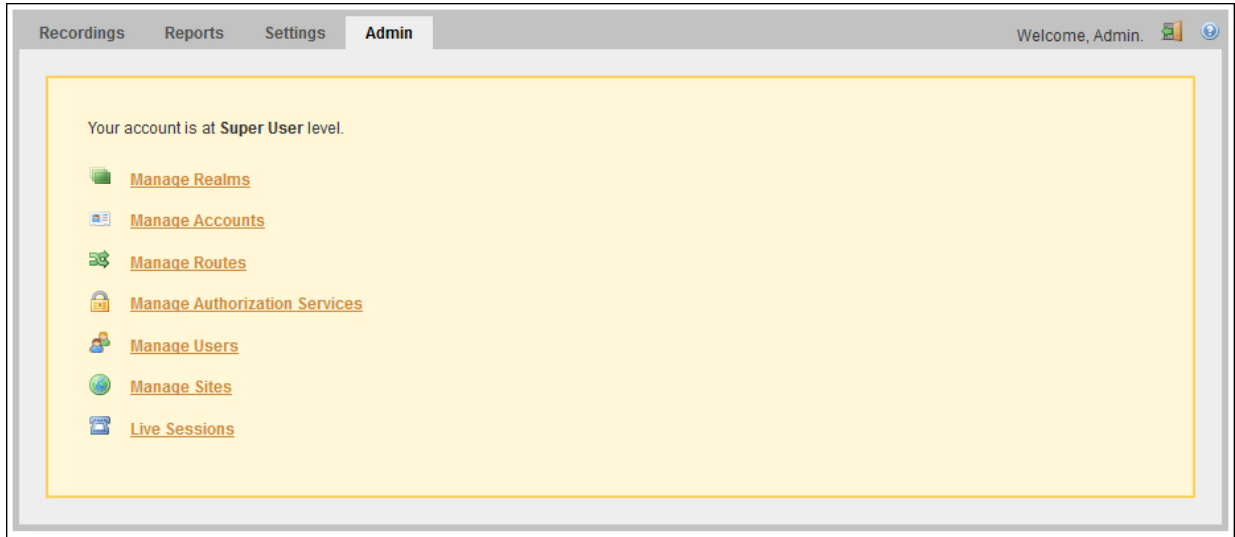 Recordings Reports Settings Admin Welcome, Admin.
Your account is at Super User level.
Manage Realms
Manage Accounts
Manage Routes
Manage Authorization Services
Manage Users
Manage Sites
Live Sessions